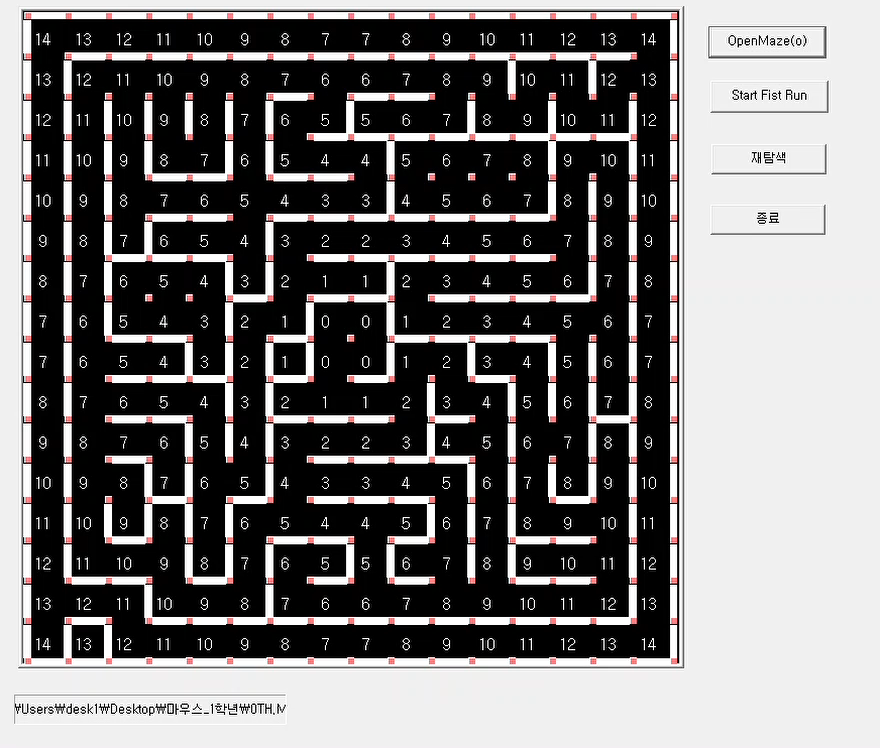 14 13 12 11 10 9 8 7 7 8 9 10 11 12 13 14
13 12 11 10 9 8 7 6 6 7 8 9 10 11 12 13
12 11 10 9 8 7 6 5 5 6 7 8 9 10 11 12
11 10 9 8 7 6 5 4 4 5 6 7 8 9 10 11
10 9 8 7 6 5 4 3 3 4 5 6 7 8 9 10
9 8 7 6 5 4 3 2 2 3 4 5 6 7 8 9
8 7 6 5 4 3 2 1 1 2 3 4 5 6 7 8
7 6 5 4 3 2 1 0 0 1 2 3 4 5 6 7
7 6 5 4 3 2 1 0 0 1 2 3 4 5 6 7
8 7 6 5 4 3 2 1 1 2 3 4 5 6 7 8
9 8 7 6 5 4 3 2 2 3 4 5 6 7 8 9
10 9 8 7 6 5 4 3 3 4 5 6 7 8 9 10
11 10 9 8 7 6 5 4 4 5 6 7 8 9 10 11
12 11 10 9 8 7 6 5 5 6 7 8 9 10 11 12
13 12 11 10 9 8 7 6 6 7 8 9 10 11 12 13
14 13 12 11 10 9 8 7 7 8 9 10 11 12 13 14
OpenMaze(o)
Start Fist Run
재탐색
종료
₩Users₩desk1₩Desktop₩마우스_1학년₩0TH.